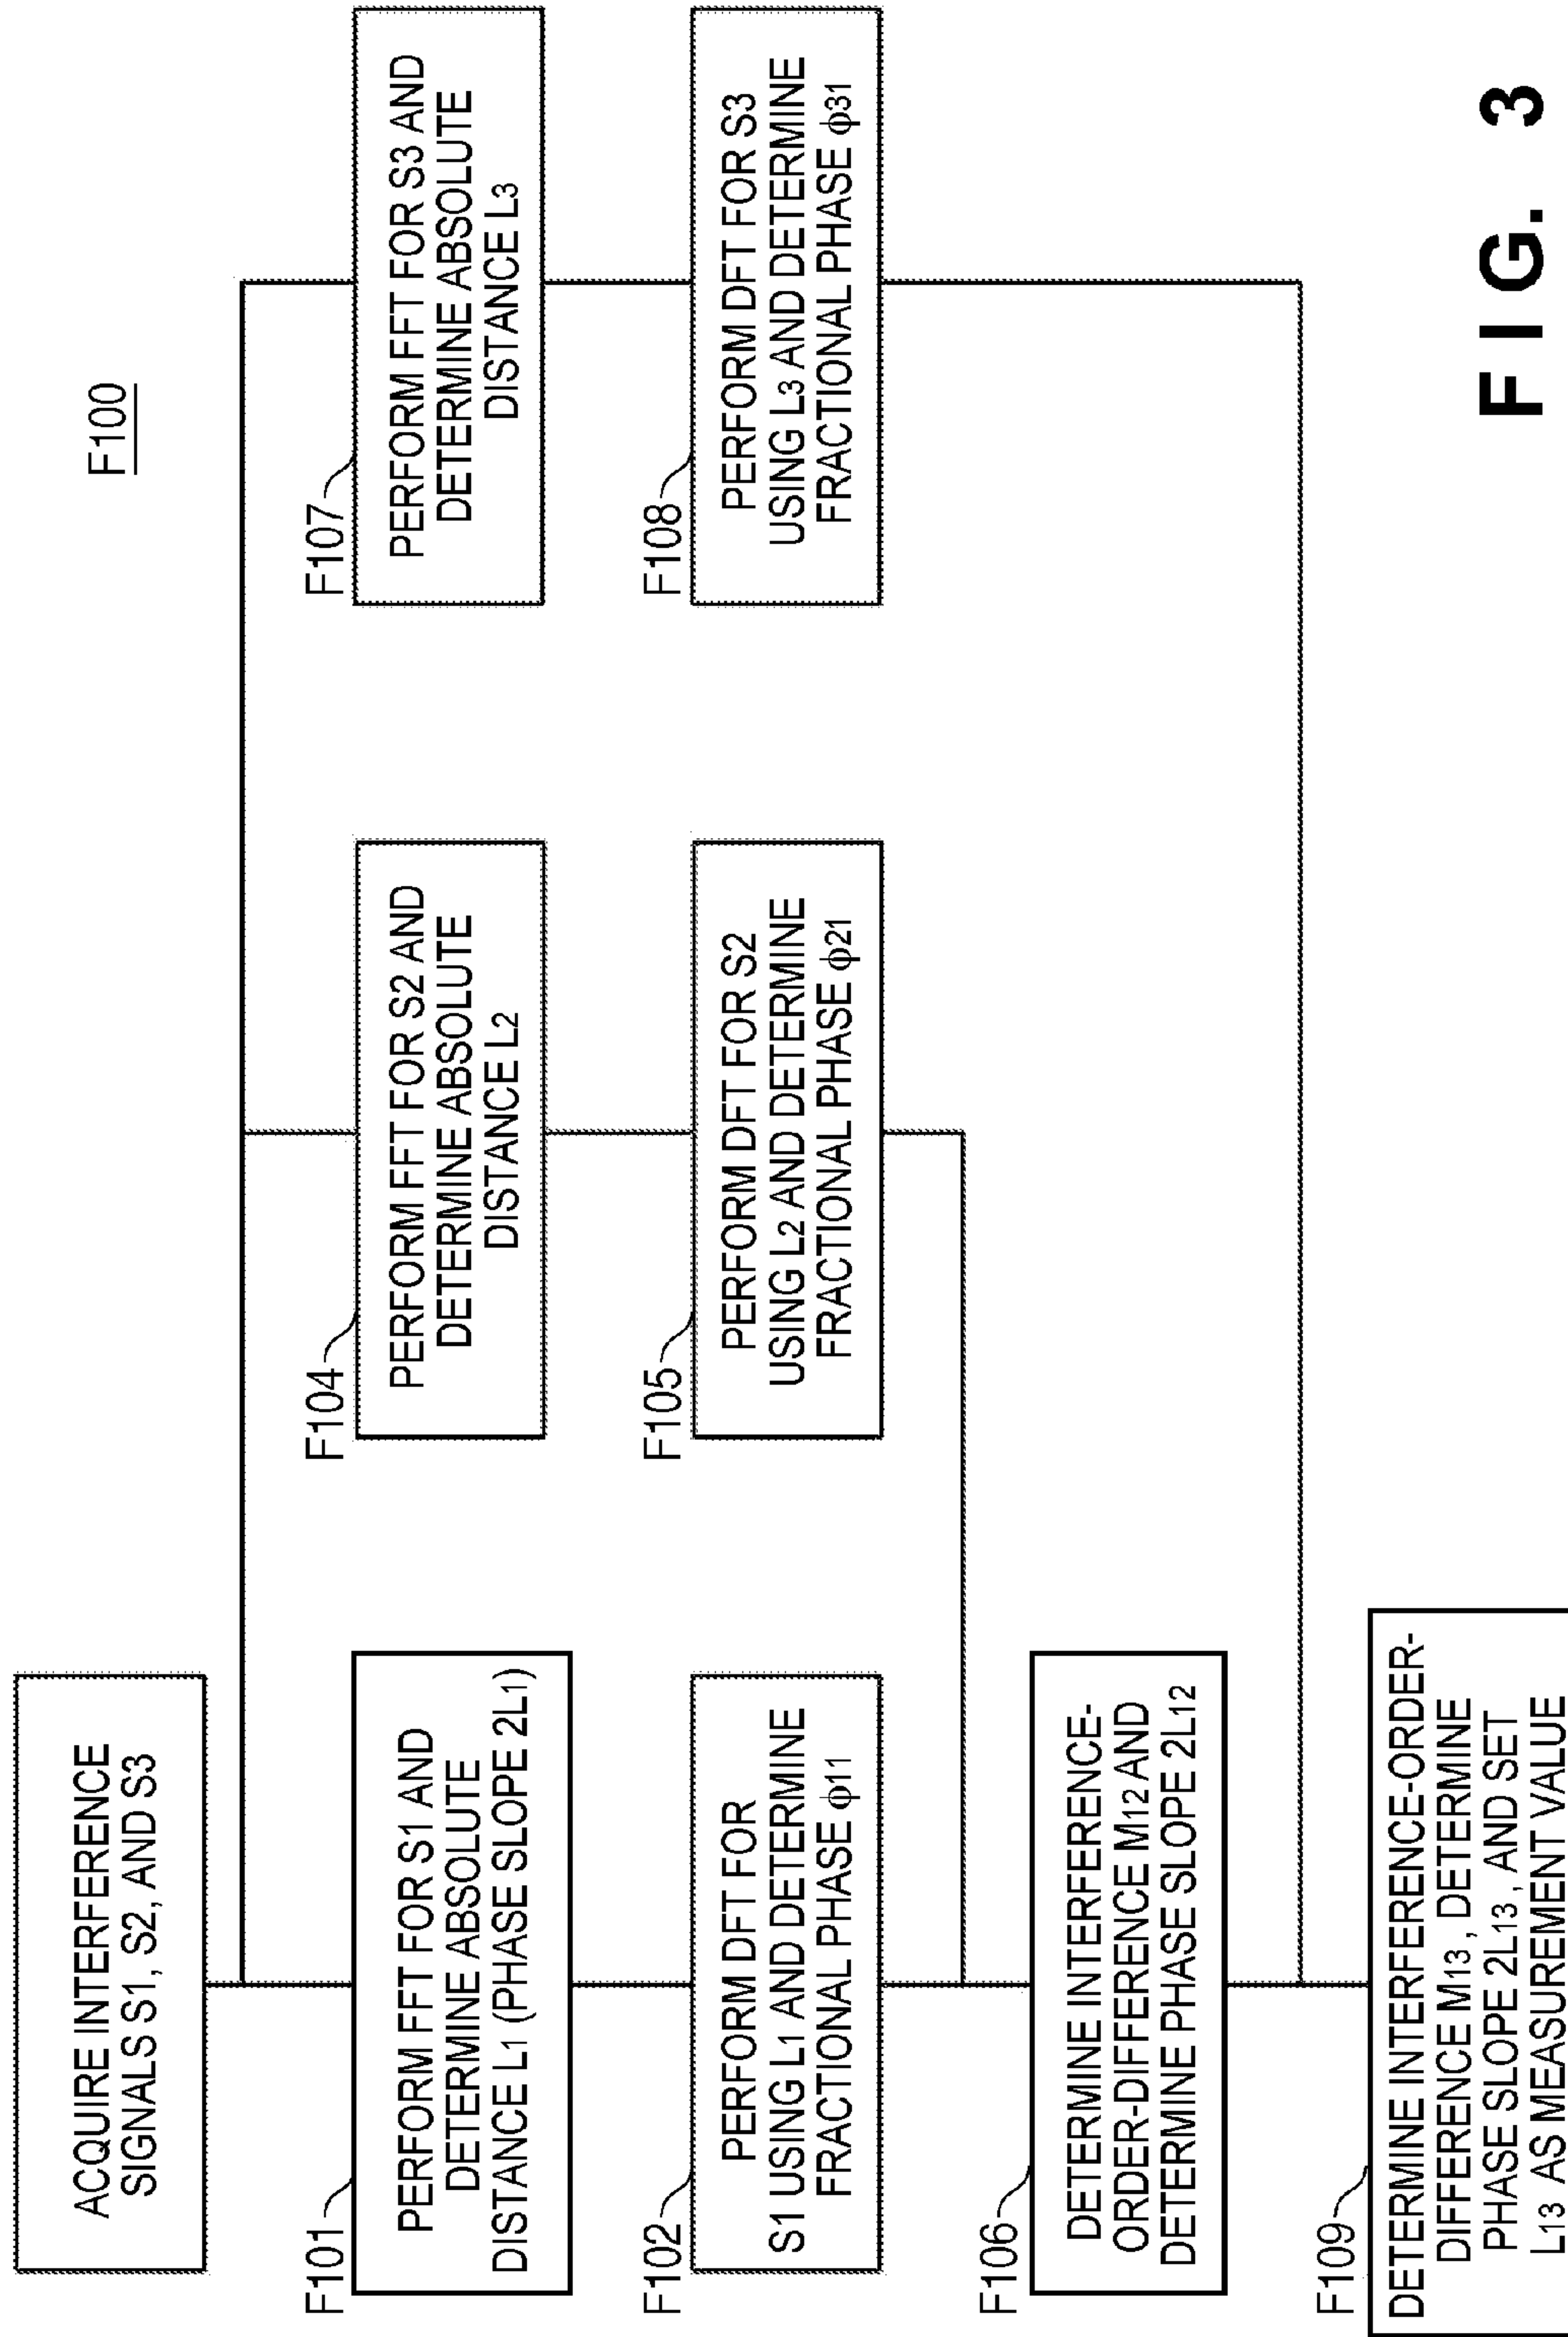 F100
ACQUIRE INTERFERENCE
SIGNALS S1, S2, AND S3
F101
PERFORM FFT FOR S1 AND
DETERMINE ABSOLUTE
DISTANCE L1 (PHASE SLOPE 2L1)
F104
PERFORM FFT FOR S2 AND
DETERMINE ABSOLUTE
DISTANCE L2
F107
PERFORM FFT FOR S3 AND
DETERMINE ABSOLUTE
DISTANCE L3
F102
PERFORM DFT FOR
S1 USING L1 AND DETERMINE
FRACTIONAL PHASE ϕ11
F105
PERFORM DFT FOR S2
USING L2 AND DETERMINE
FRACTIONAL PHASE ϕ21
F108
PERFORM DFT FOR S3
USING L3 AND DETERMINE
FRACTIONAL PHASE ϕ31
F106
DETERMINE INTERFERENCE-
ORDER-DIFFERENCE M12 AND
DETERMINE PHASE SLOPE 2L12
F109
DETERMINE INTERFERENCE-ORDER-
DIFFERENCE M13 , DETERMINE
PHASE SLOPE 2L13 , AND SET
L13 AS MEASUREMENT VALUE
FIG. 3